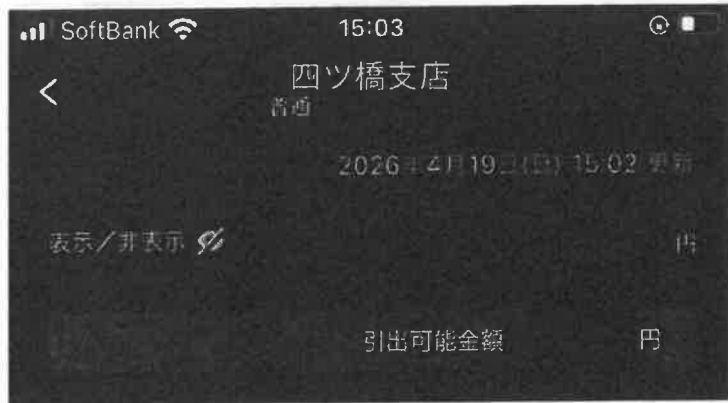 SoftBank 15:03
四ツ橋支店
普通
2026年4月19日(日) 15:02 更新
表示/非表示 円
引出可能金額 円